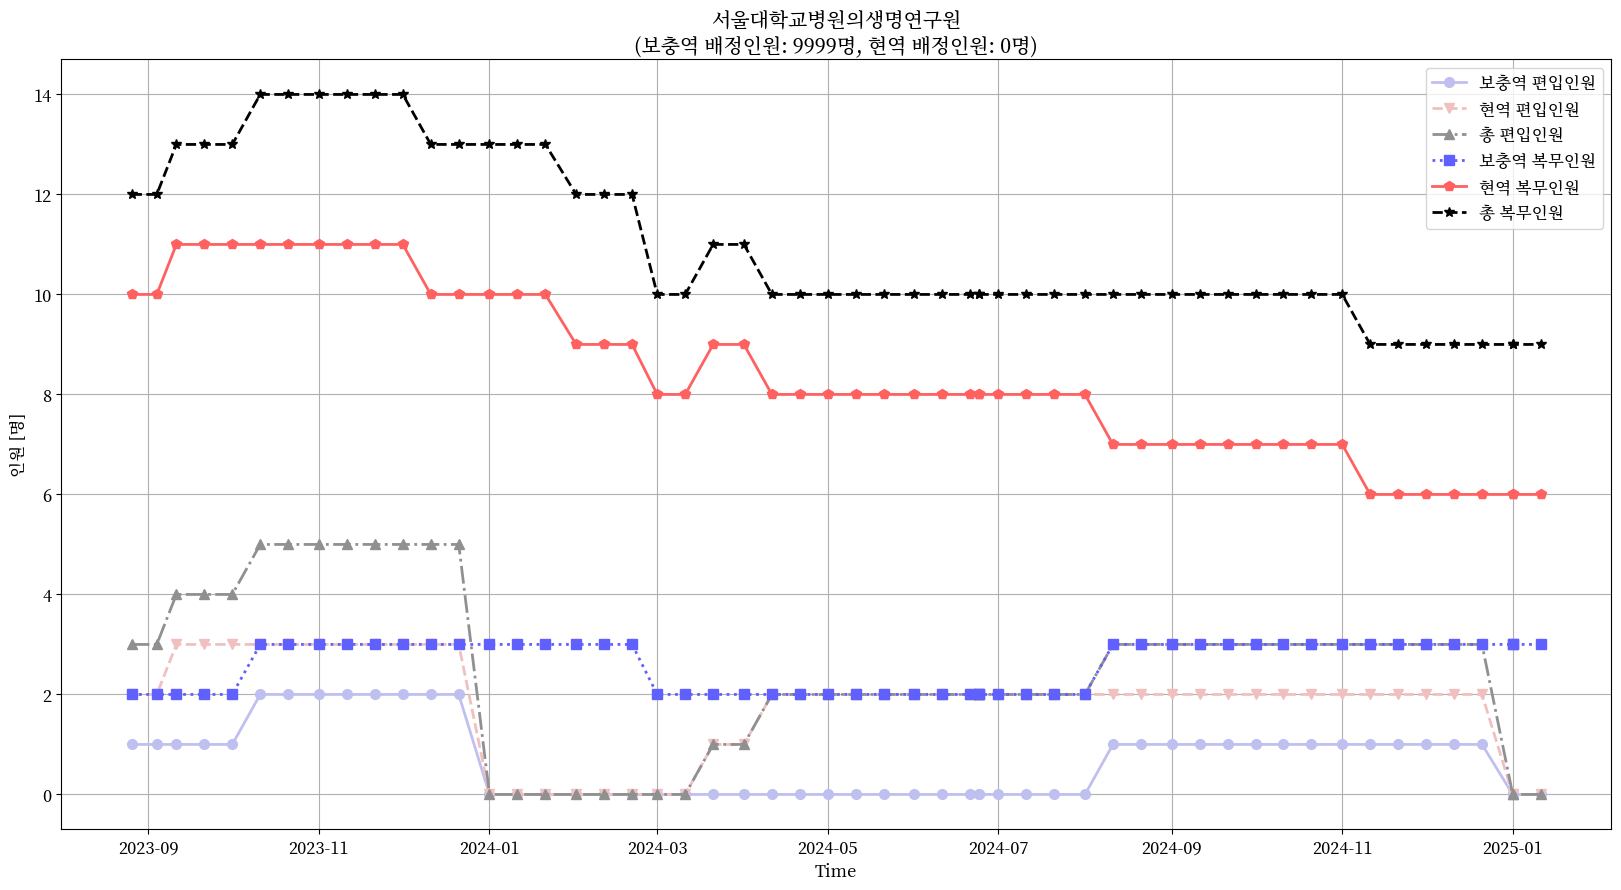 서울대학교병원의생명연구원
(보충역 배정인원: 9999명, 현역 배정인원: 0명)
보충역 편입인원
현역 편입인원
총 편입인원
보충역 복무인원
현역 복무인원
총 복무인원
인원 [명]
14
12
10
8
6
4
2
0
2023-09
2023-11
2024-01
2024-03
2024-05
2024-07
2024-09
2024-11
2025-01
Time